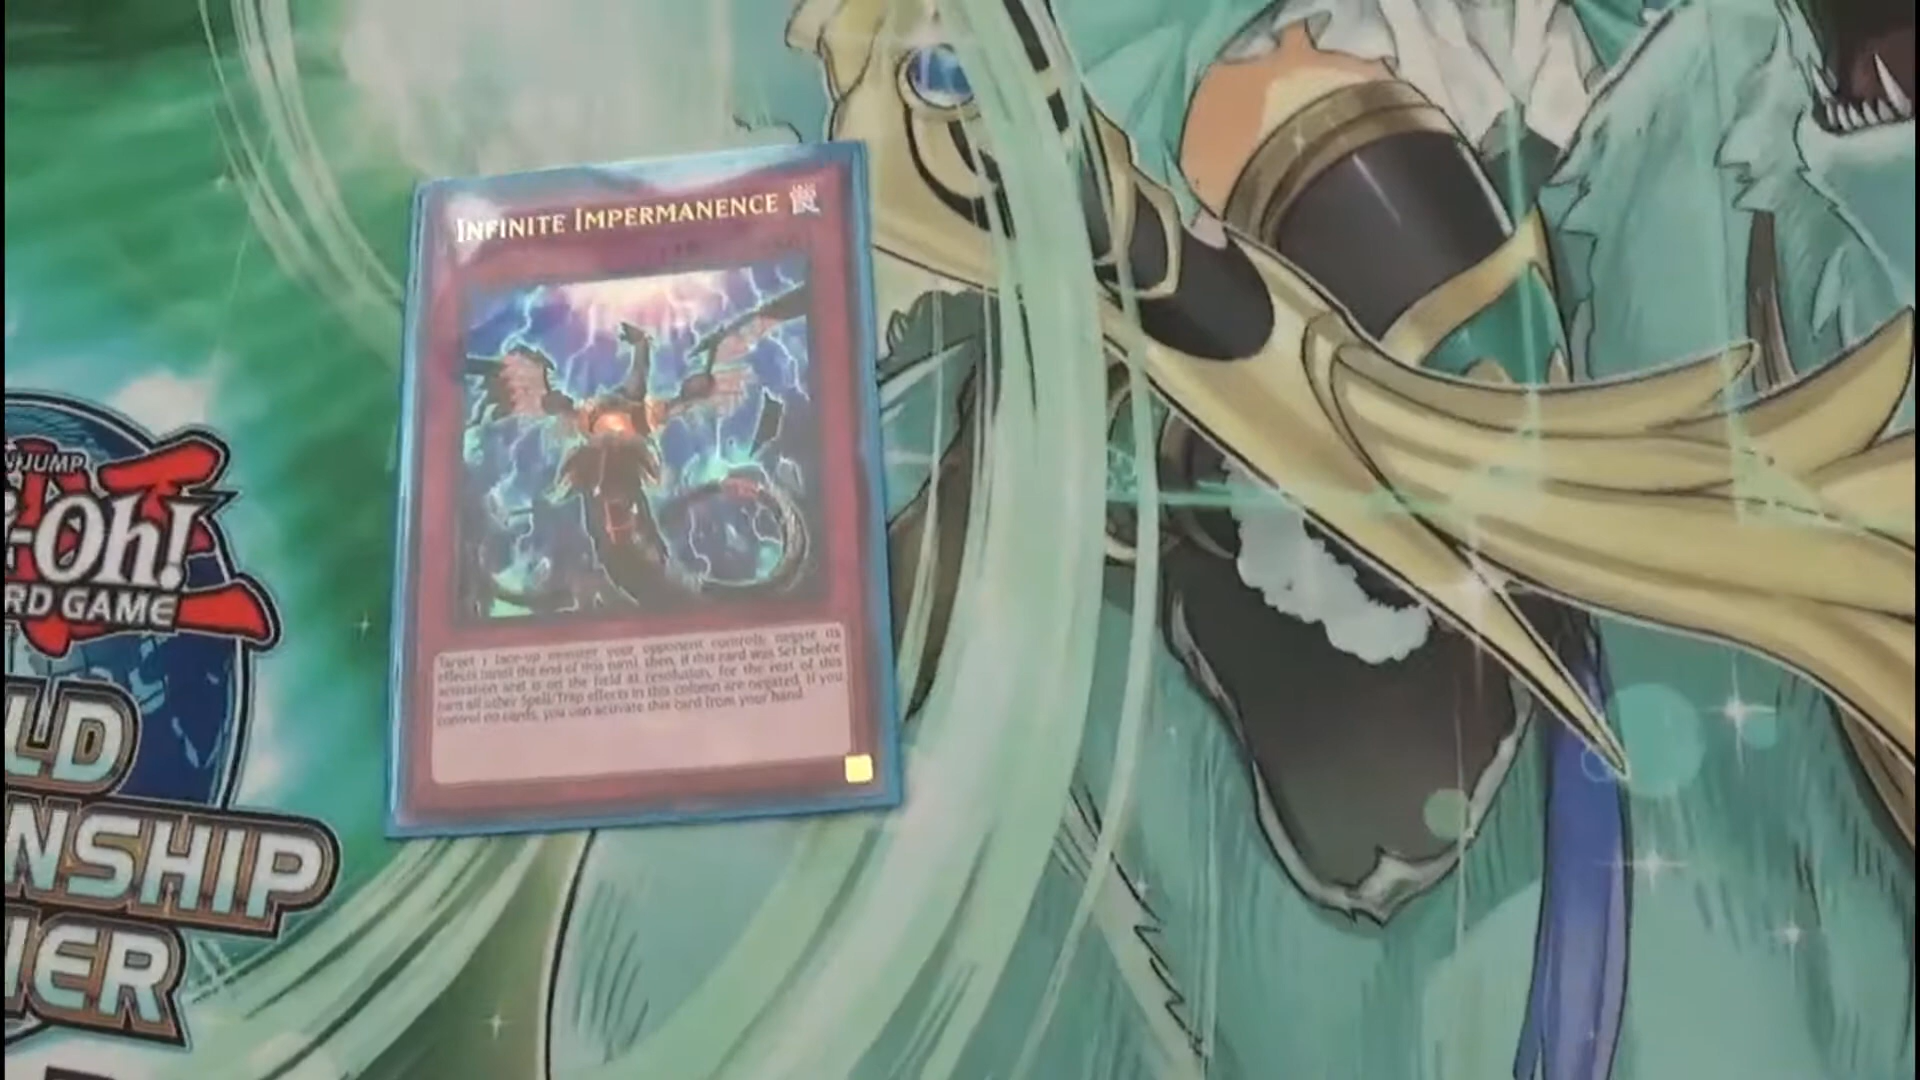 INFINITE IMPERMANENCE 罠
Target 1 face-up monster your opponent controls; negate its
effects (until the end of this turn), then, if this card was Set before
activation and is on the field at resolution, for the rest of this
turn all other Spell/Trap effects in this column are negated. If you
control no cards, you can activate this card from your hand.
N JUMP
-Oh!
RD GAME
LD
NSHIP
IER